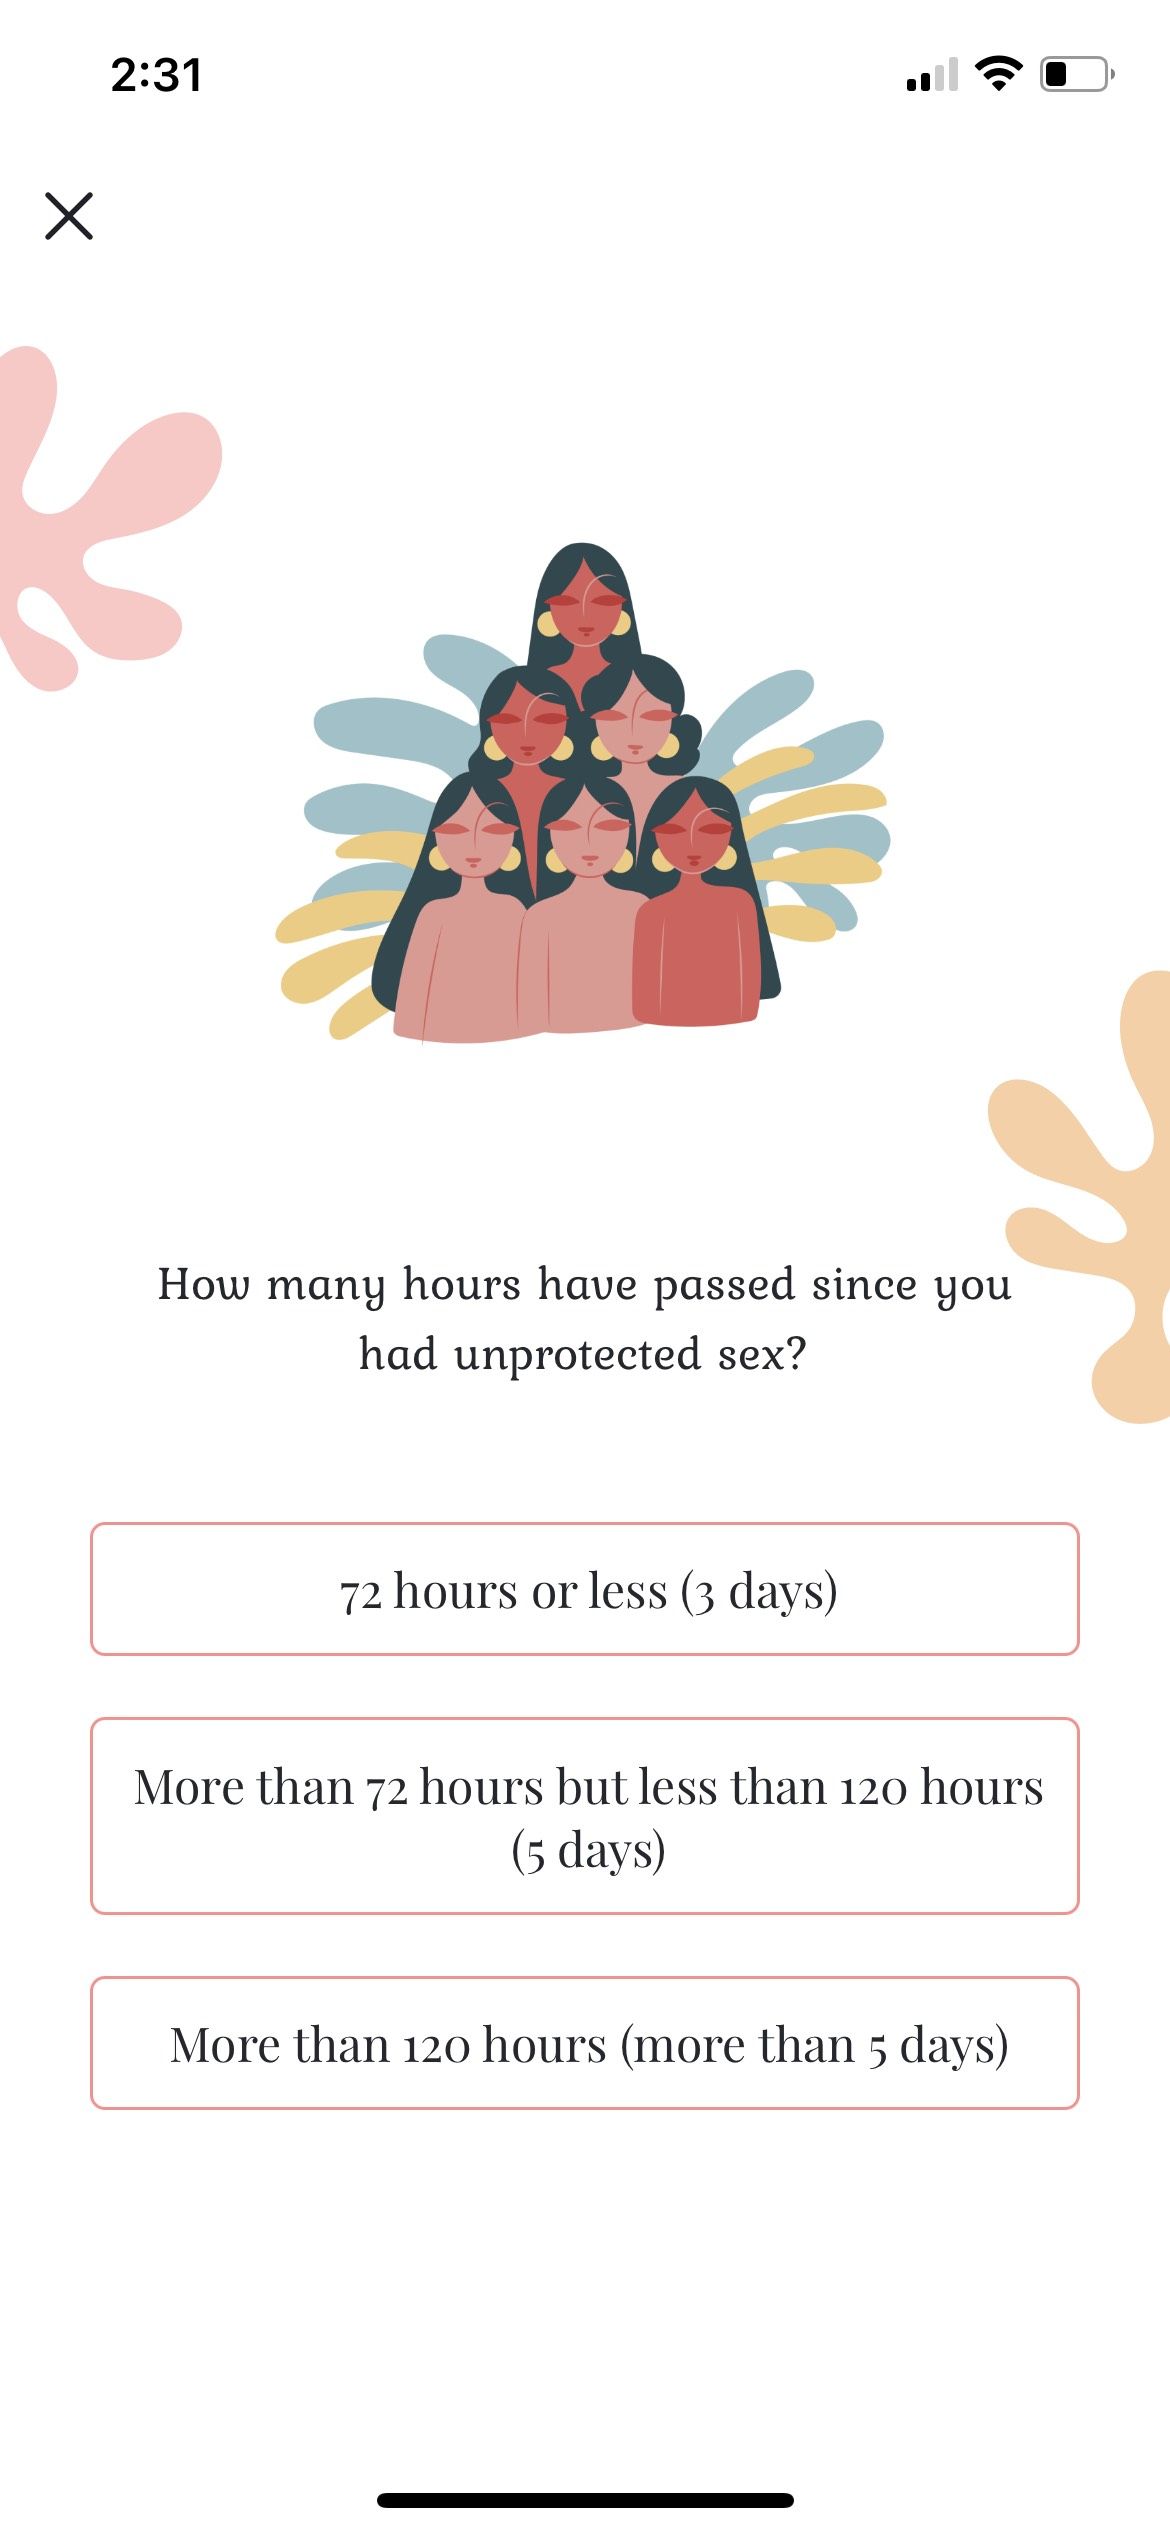 2:31
How many hours have passed since you
had unprotected sex?
72 hours or less (3 days)
More than 72 hours but less than 120 hours
(5 days)
More than 120 hours (more than 5 days)